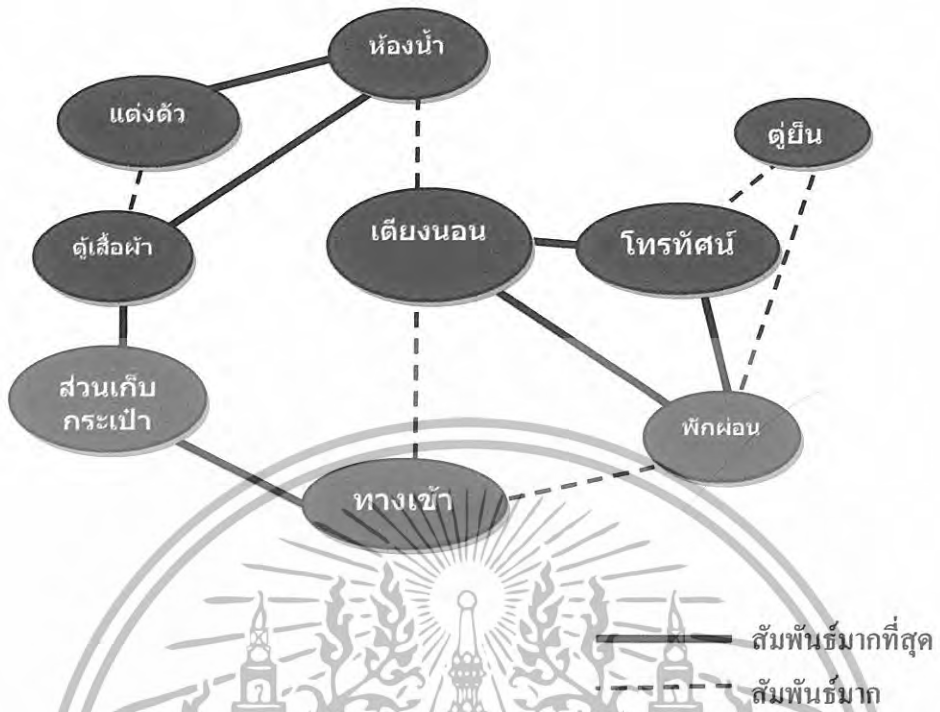 ห้องน้ำ
แต่งตัว
ตู่ย็น
เตียงนอน
โทรทัศน์
ตู้เสื้อผ้า
ส่วนเก็บ
กระเป๋า
พักผ่อน
ทางเข้า
สัมพันธ์มากที่สุด
สัมพันธ์มาก